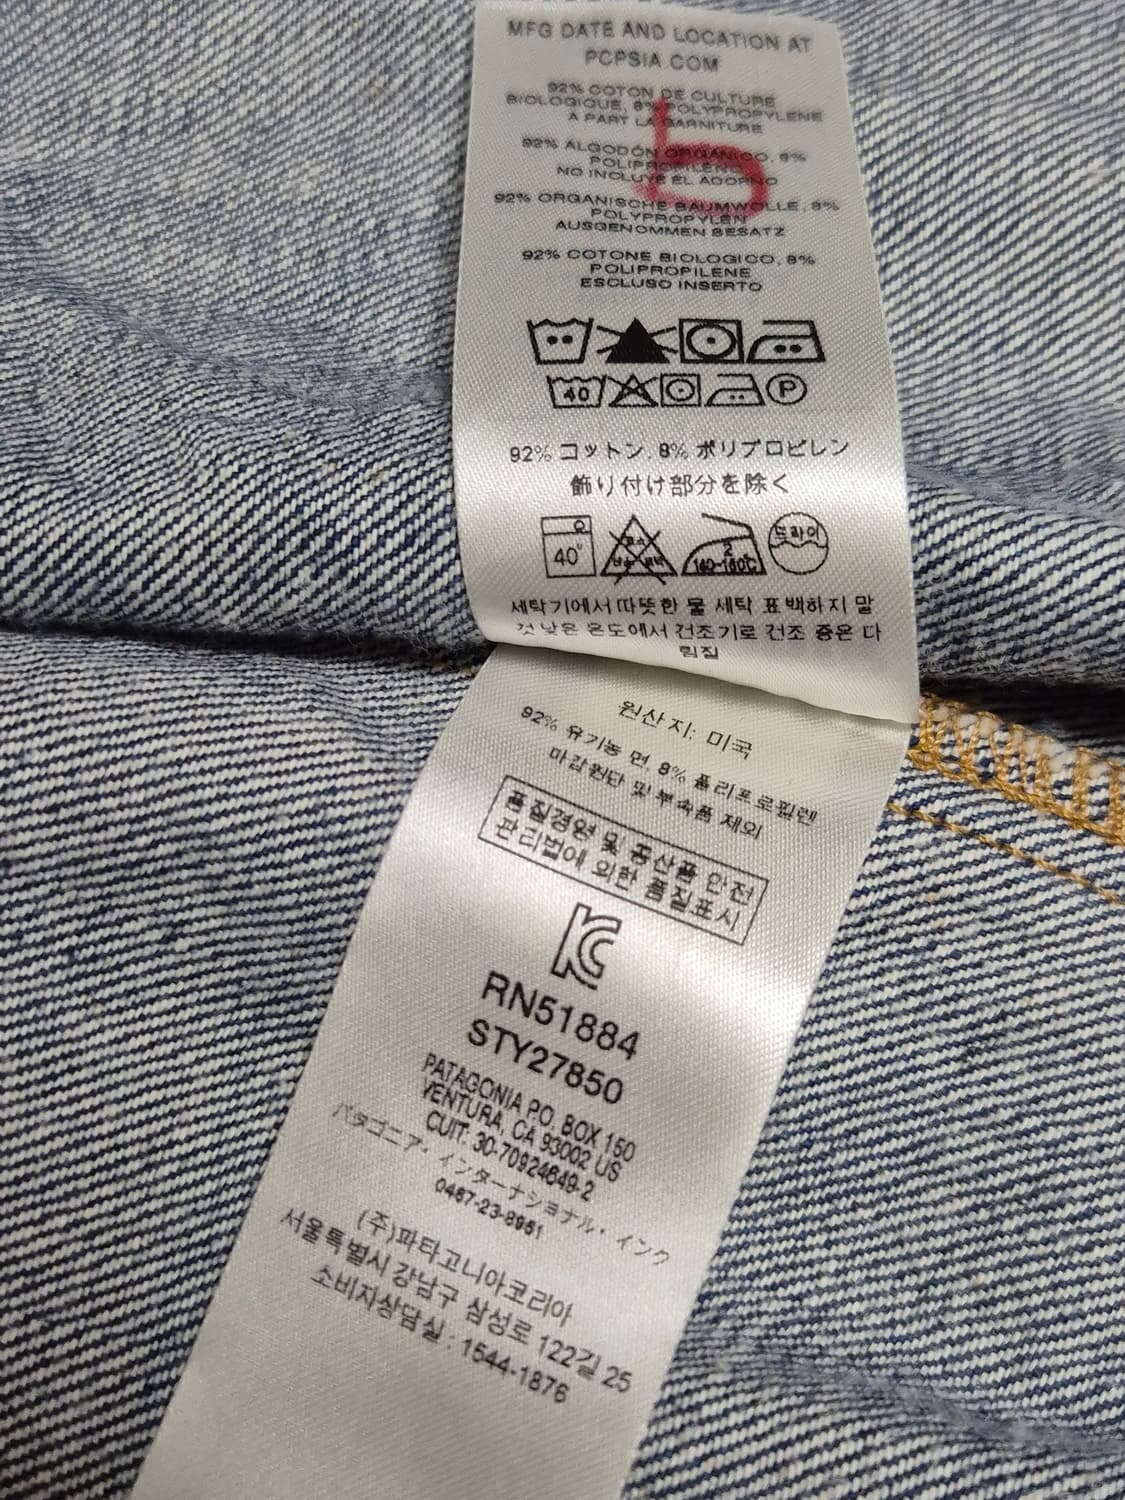 MFG DATE AND LOCATION AT
PCPSIA.COM
92% COTON DE CULTURE
BIOLOGIQUE, 8% POLYPROPYLENE
A PART LA GARNITURE
92% ALGODÓN ORGANICO, 8%
POLIPROPILENO
NO INCLUYE EL ADORNO
92% ORGANISCHE BAUMWOLLE, 8%
POLYPROPYLEN
AUSGENOMMEN BESATZ
92% COTONE BIOLOGICO, 8%
POLIPROPILENE
ESCLUSO INSERTO
40 P
92% コットン, 8% ポリプロピレン
飾り付け部分を除く
40° 2 드라이
160-180℃
세탁기에서 따뜻한 물 세탁 표백하지 말
것 낮은 온도에서 건조기로 건조 중온 다
림질
원산지: 미국
92% 유기농 면, 8% 폴리프로필렌
마감원단 및 부속품 제외
품질경영 및 공산품 안전
관리법에 의한 품질표시
RN51884
STY27850
PATAGONIA P.O. BOX 150
VENTURA, CA 93002 US
CUIT: 30-70924649-2
パタゴニア・インターナショナル・インク
0467-23-8961
(주)파타고니아코리아
서울특별시 강남구 삼성로 122길 25
소비자상담실 : 1544-1876